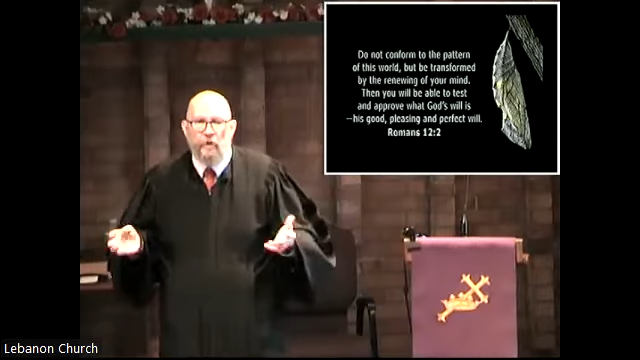 Do not conform to the pattern
of this world, but be transformed
by the renewing of your mind.
Then you will be able to test
and approve what God's will is
—his good, pleasing and perfect will.
Romans 12:2
Lebanon Church